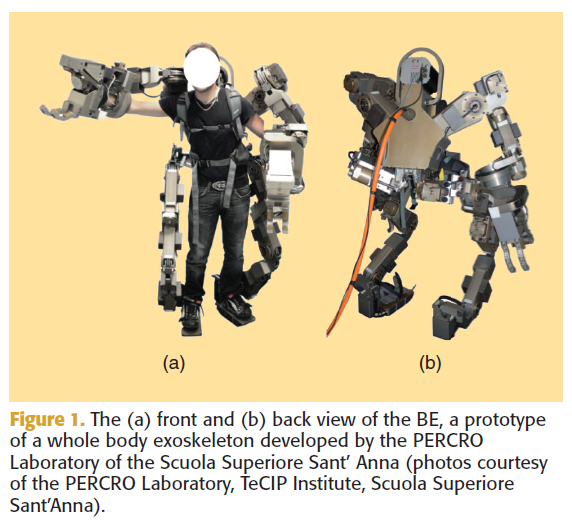 (a)
(b)
Figure 1. The (a) front and (b) back view of the BE, a prototype
of a whole body exoskeleton developed by the PERCRO
Laboratory of the Scuola Superiore Sant’ Anna (photos courtesy
of the PERCRO Laboratory, TeCIP Institute, Scuola Superiore
Sant’Anna).